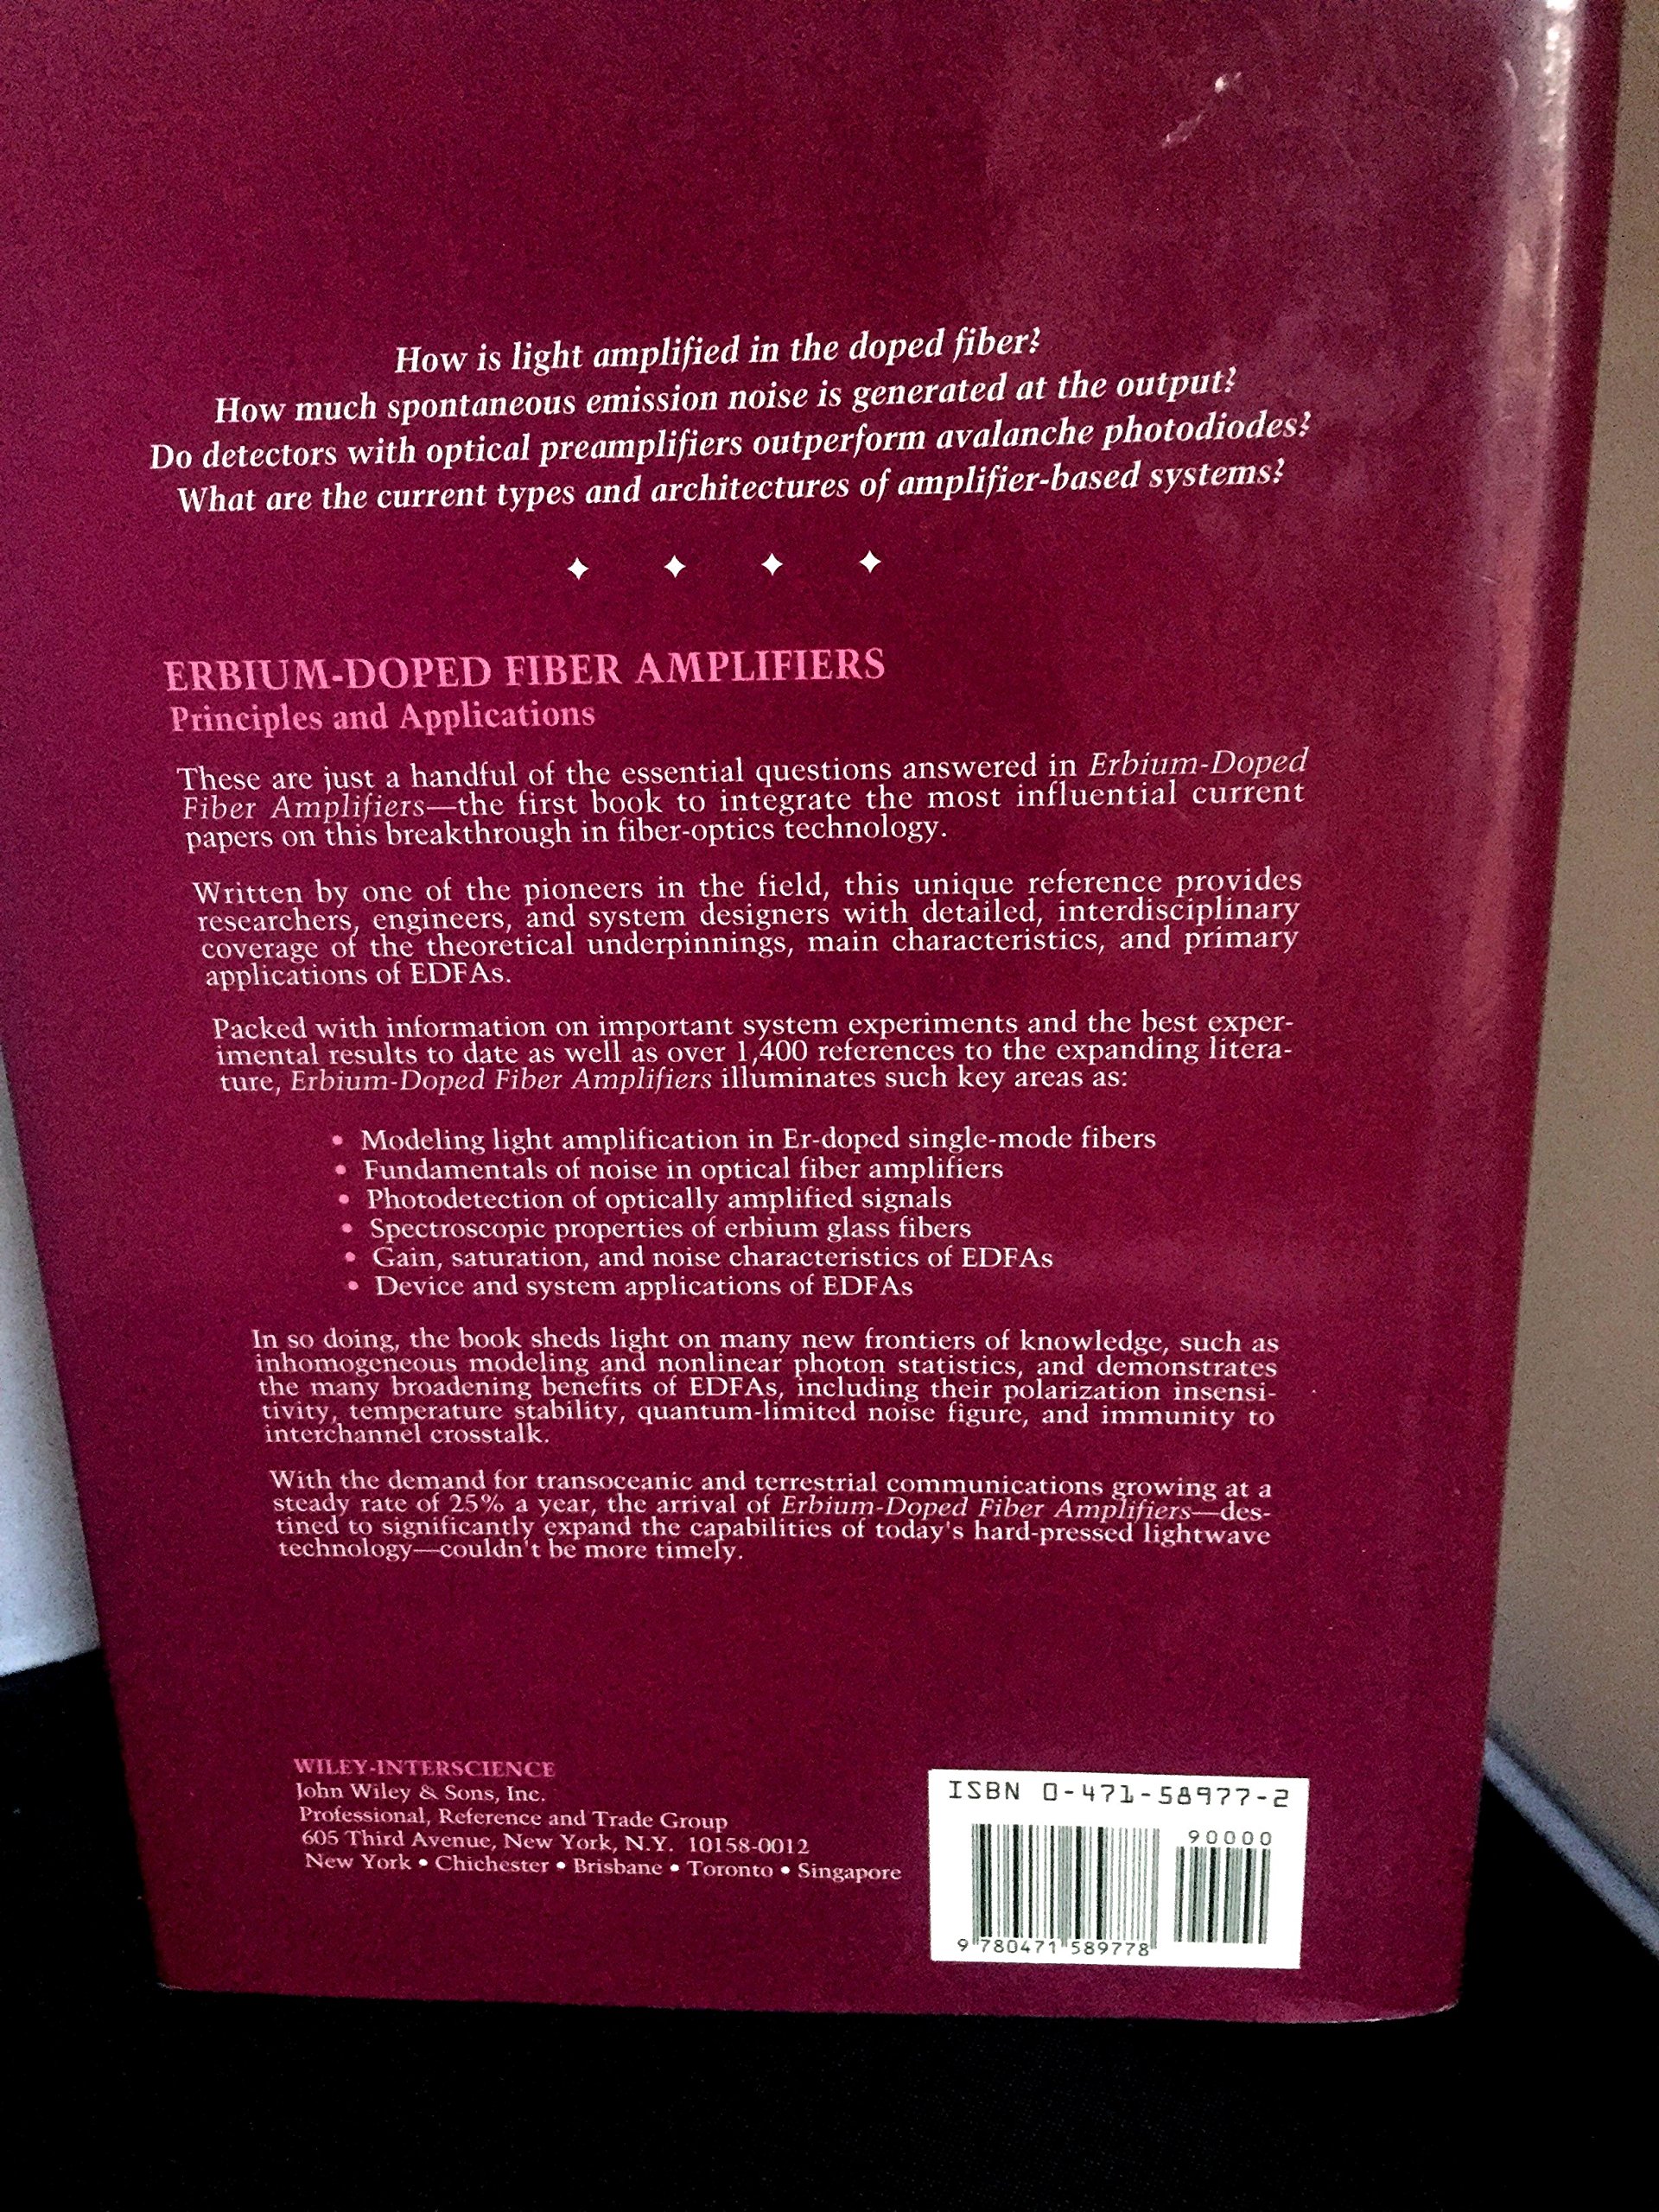 How is light amplified in the doped fiber?
How much spontaneous emission noise is generated at the output?
Do detectors with optical preamplifiers outperform avalanche photodiodes?
What are the current types and architectures of amplifier-based systems?
ERBIUM-DOPED FIBER AMPLIFIERS
Principles and Applications
These are just a handful of the essential questions answered in Erbium-Doped
Fiber Amplifiers—the first book to integrate the most influential current
papers on this breakthrough in fiber-optics technology.
Written by one of the pioneers in the field, this unique reference provides
researchers, engineers, and system designers with detailed, interdisciplinary
coverage of the theoretical underpinnings, main characteristics, and primary
applications of EDFAs.
Packed with information on important system experiments and the best exper-
imental results to date as well as over 1,400 references to the expanding litera-
ture, Erbium-Doped Fiber Amplifiers illuminates such key areas as:
• Modeling light amplification in Er-doped single-mode fibers
• Fundamentals of noise in optical fiber amplifiers
• Photodetection of optically amplified signals
• Spectroscopic properties of erbium glass fibers
• Gain, saturation, and noise characteristics of EDFAs
• Device and system applications of EDFAs
In so doing, the book sheds light on many new frontiers of knowledge, such as
inhomogeneous modeling and nonlinear photon statistics, and demonstrates
the many broadening benefits of EDFAs, including their polarization insensi-
tivity, temperature stability, quantum-limited noise figure, and immunity to
interchannel crosstalk.
With the demand for transoceanic and terrestrial communications growing at a
steady rate of 25% a year, the arrival of Erbium-Doped Fiber Amplifiers—des-
tined to significantly expand the capabilities of today's hard-pressed lightwave
technology—couldn't be more timely.
WILEY-INTERSCIENCE
John Wiley & Sons, Inc.
Professional, Reference and Trade Group
605 Third Avenue, New York, N.Y. 10158-0012
New York • Chichester • Brisbane • Toronto • Singapore
ISBN 0-471-58977-2
90000
9 780471 589778